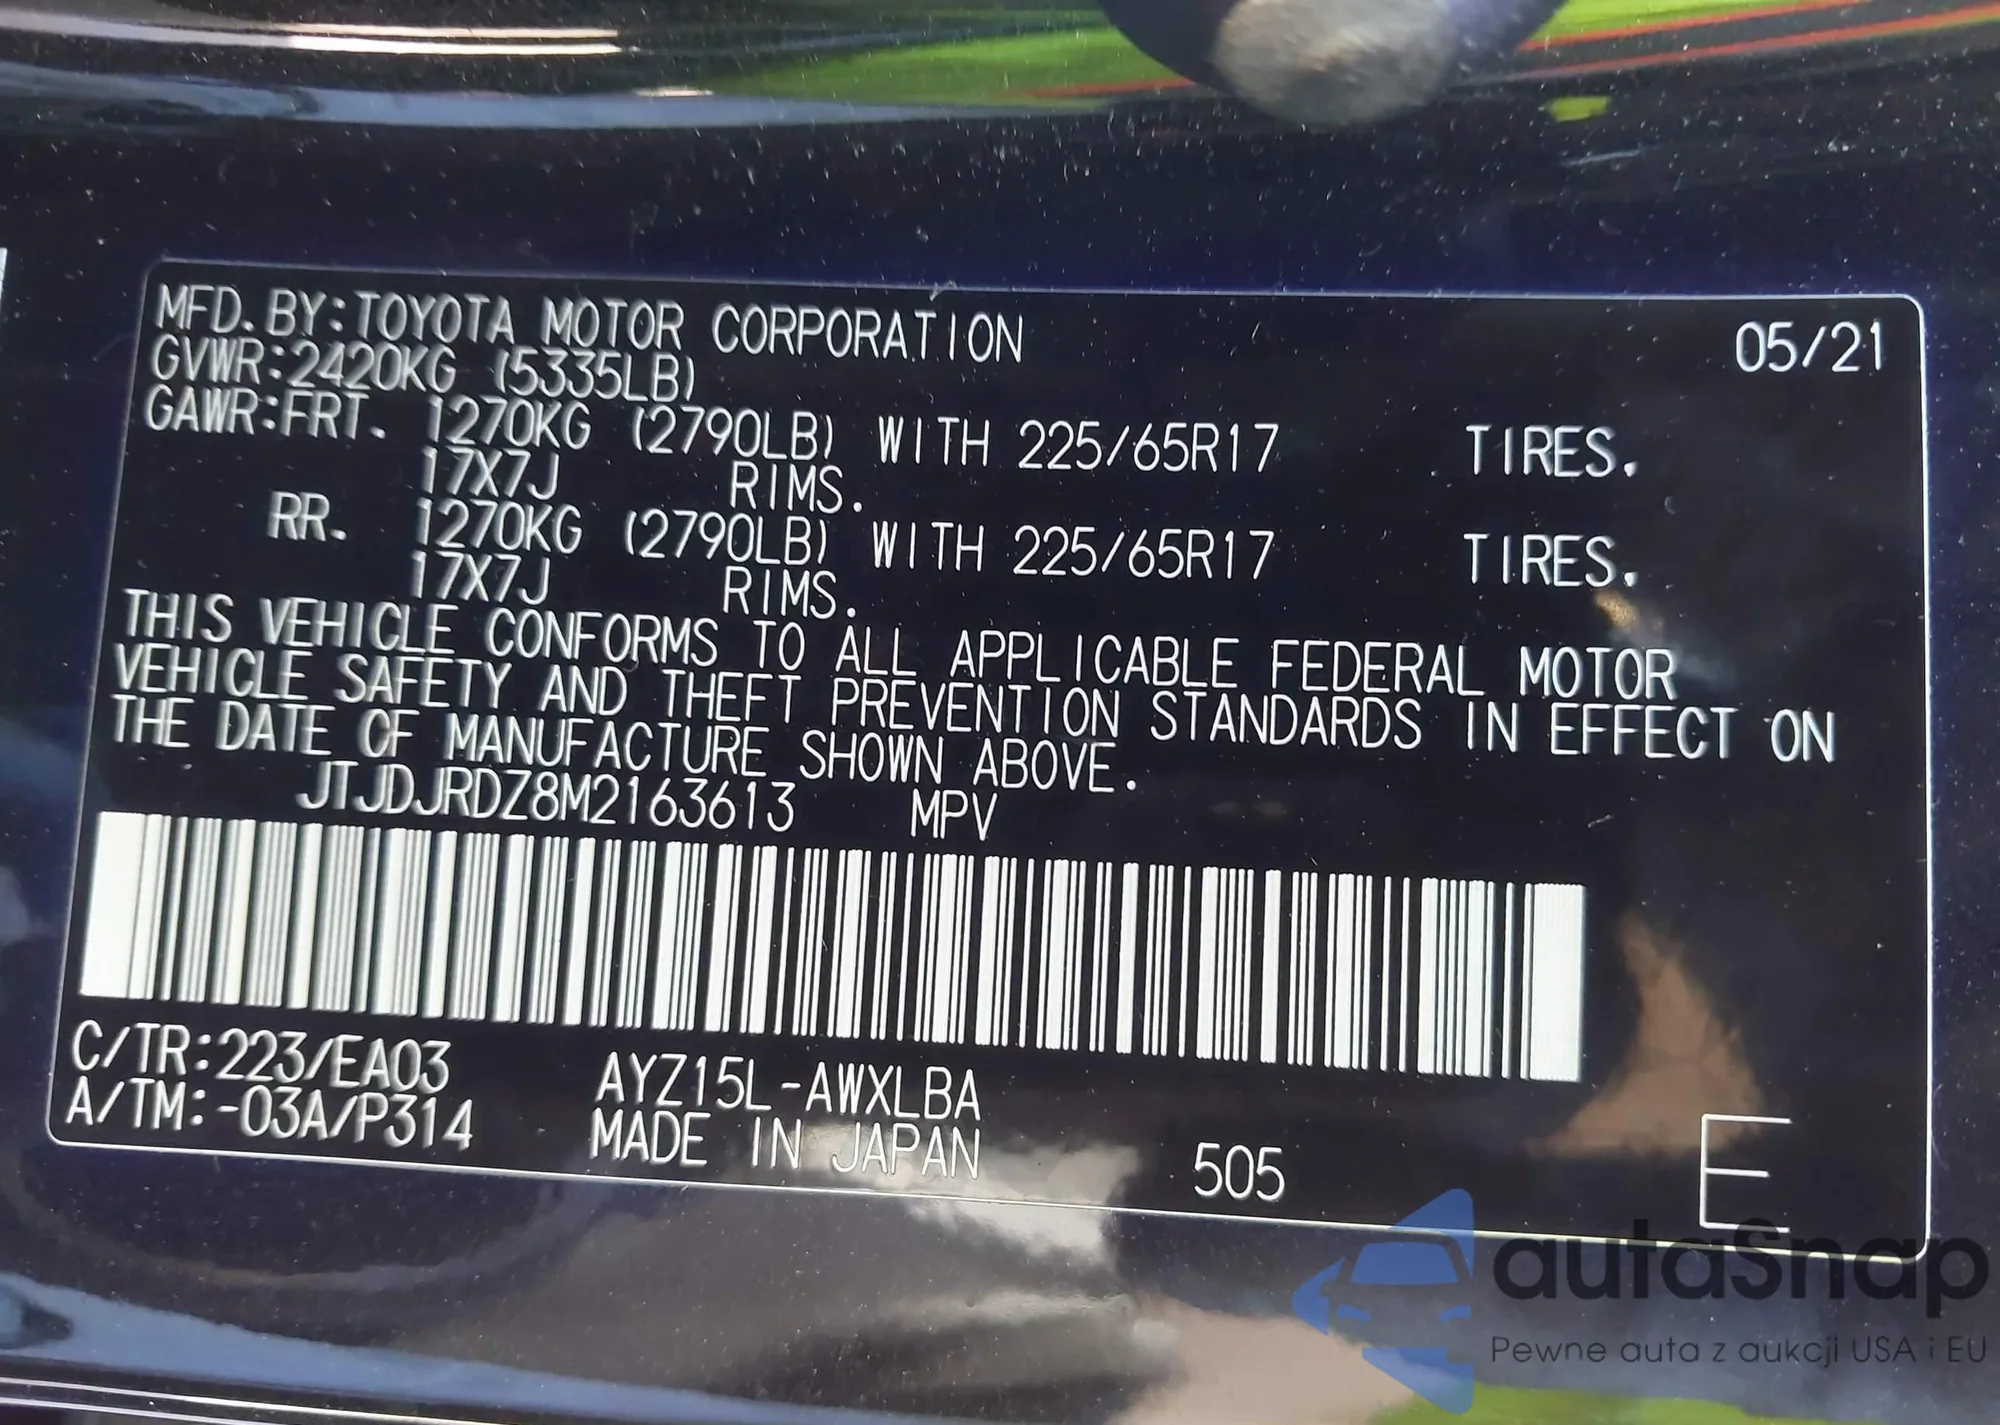 MFD. BY:TOYOTA MOTOR CORPORATION 05/21
GVWR:2420KG (5335LB)
GAWR:FRT. 1270KG (2790LB) WITH 225/65R17 TIRES.
17X7J RIMS.
RR. 1270KG (2790LB) WITH 225/65R17 TIRES.
17X7J RIMS.
THIS VEHICLE CONFORMS TO ALL APPLICABLE FEDERAL MOTOR
VEHICLE SAFETY AND THEFT PREVENTION STANDARDS IN EFFECT ON
THE DATE OF MANUFACTURE SHOWN ABOVE.
JTJDJRDZ8M2163613 MPV
C/TR:223/EA03 AYZ15L-AWXLBA
A/TM:-03A/P314 MADE IN JAPAN 505 E
autaSnap
Pewne auta z aukcji USA i EU